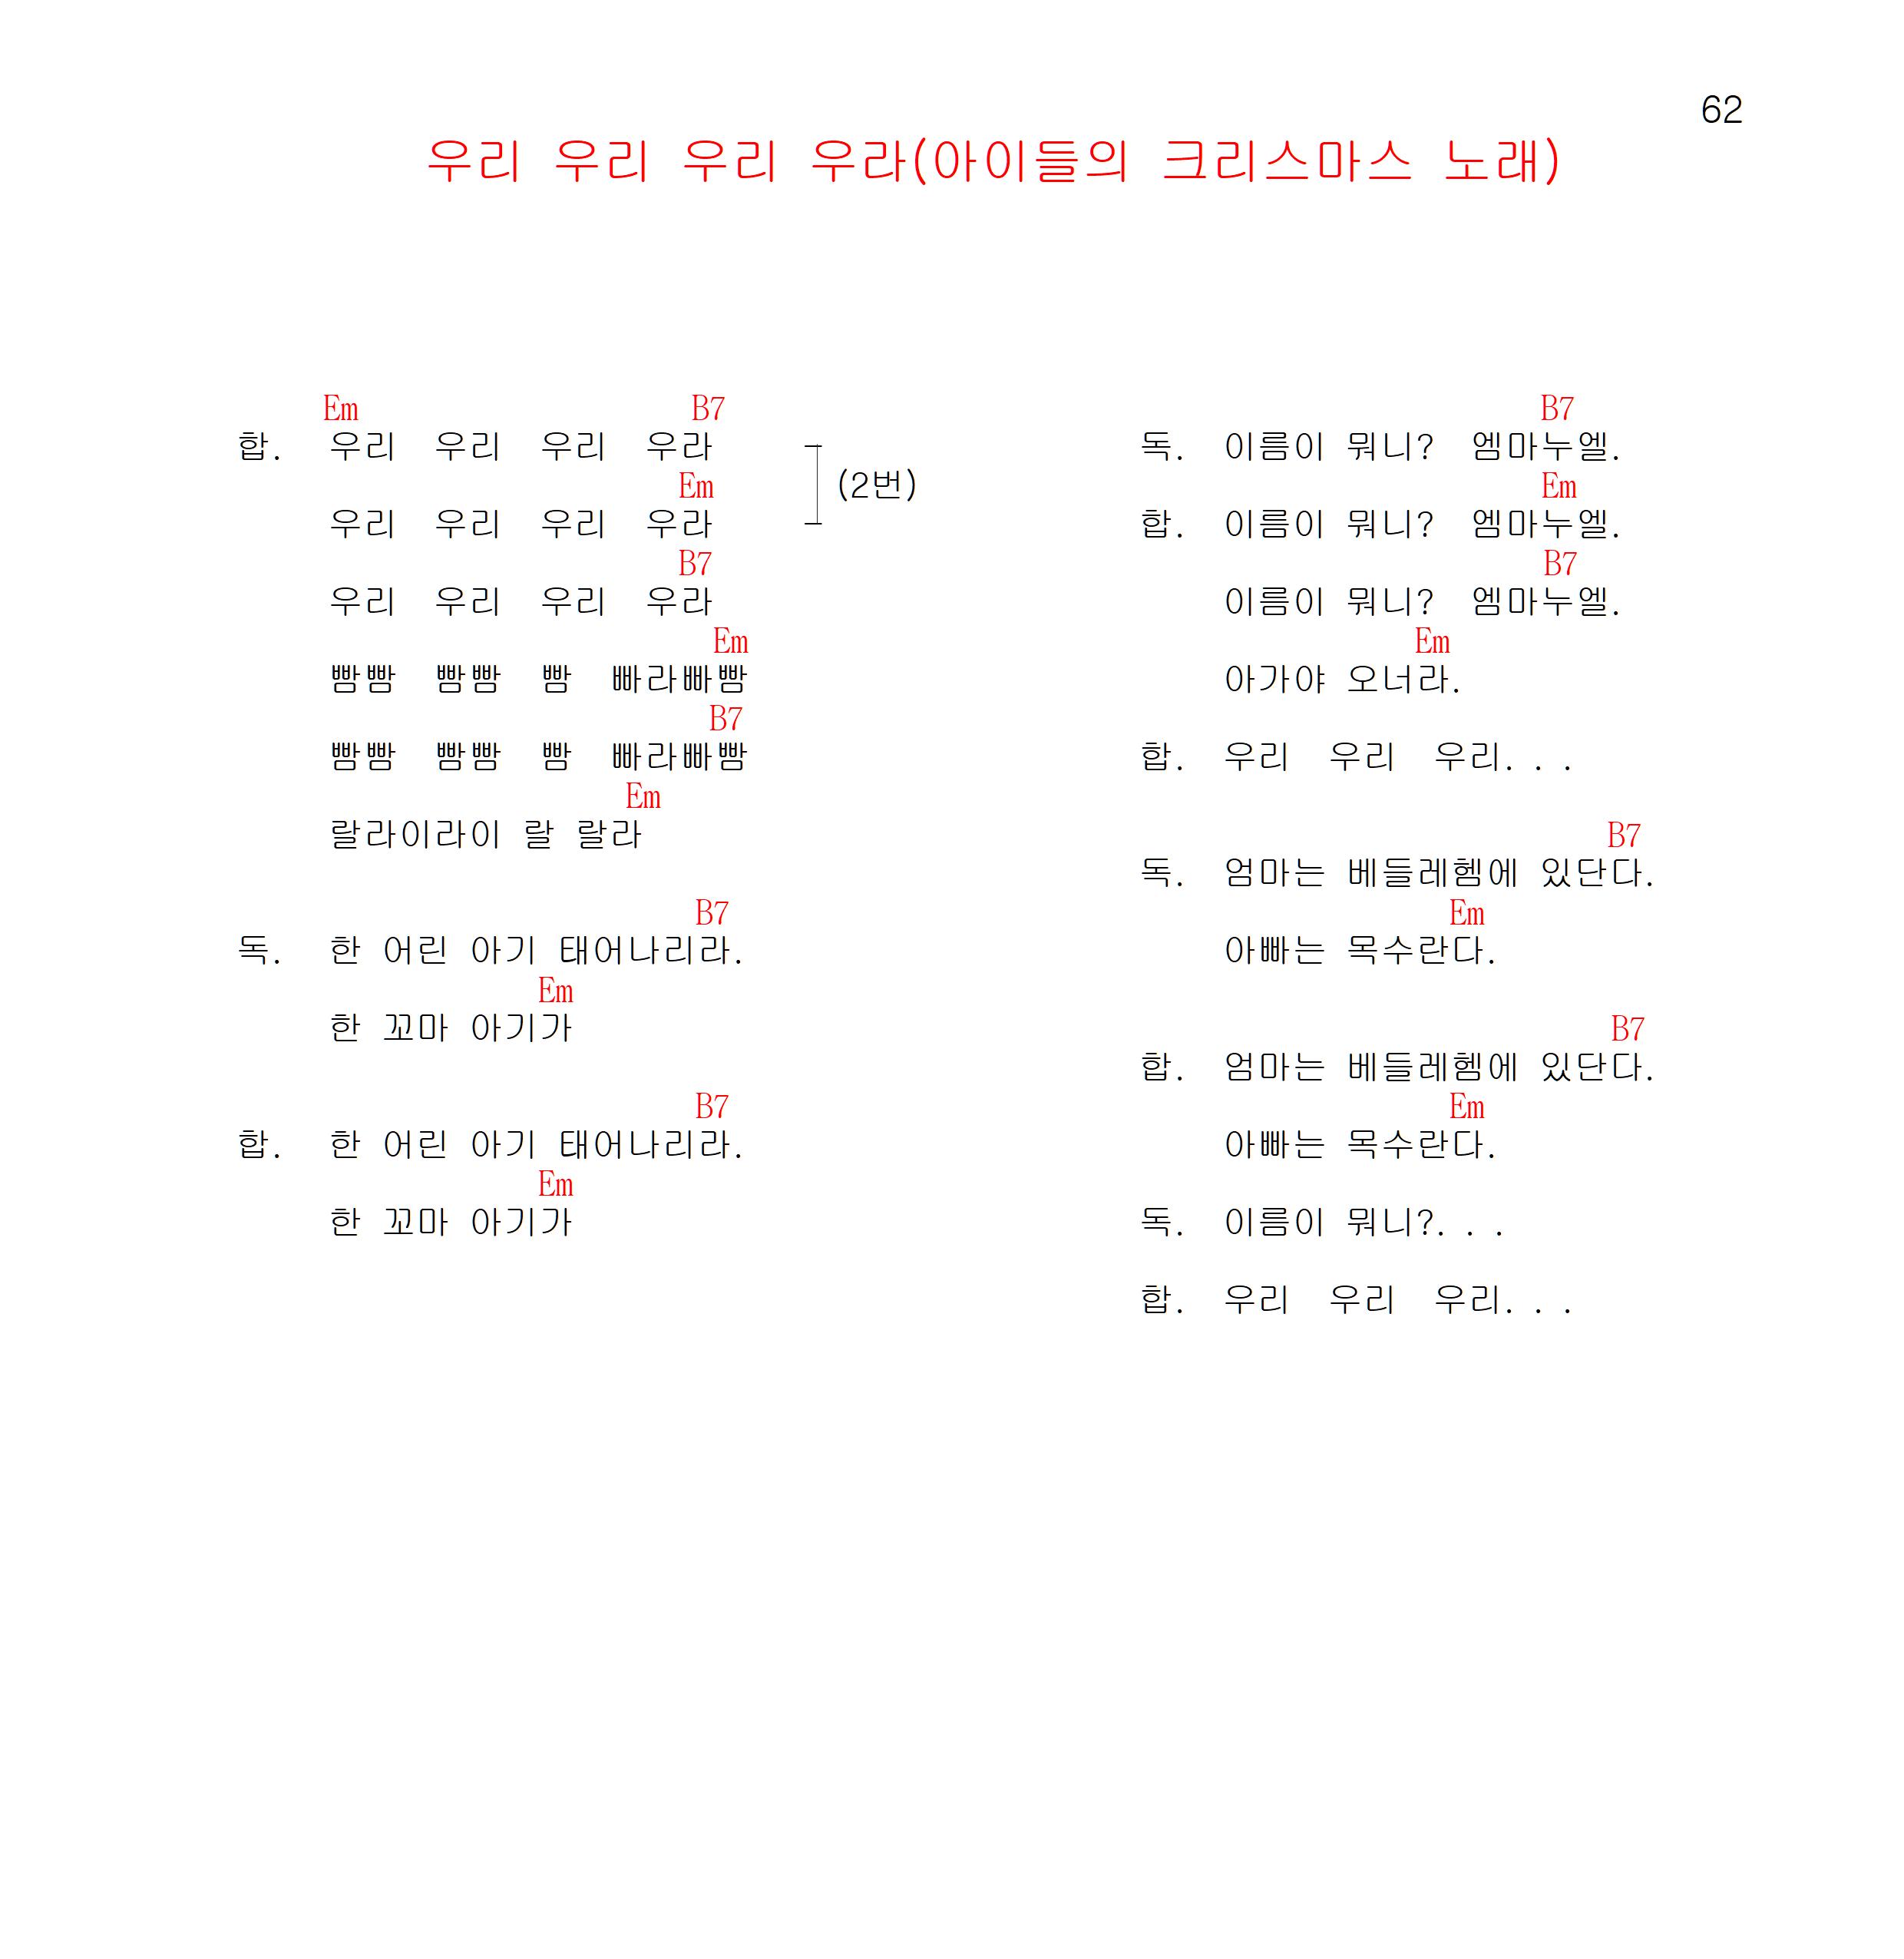 62
우리 우리 우리 우라(아이들의 크리스마스 노래)
Em B7
합. 우리 우리 우리 우라
(2번)
Em
우리 우리 우리 우라
B7
우리 우리 우리 우라
Em
빰빰 빰빰 빰 빠라빠빰
B7
빰빰 빰빰 빰 빠라빠빰
Em
랄라이라이 랄 랄라
B7
독. 한 어린 아기 태어나리라.
Em
한 꼬마 아기가
B7
합. 한 어린 아기 태어나리라.
Em
한 꼬마 아기가
B7
독. 이름이 뭐니? 엠마누엘.
Em
합. 이름이 뭐니? 엠마누엘.
B7
이름이 뭐니? 엠마누엘.
Em
아가야 오너라.
합. 우리 우리 우리. . .
B7
독. 엄마는 베들레헴에 있단다.
Em
아빠는 목수란다.
B7
합. 엄마는 베들레헴에 있단다.
Em
아빠는 목수란다.
독. 이름이 뭐니?. . .
합. 우리 우리 우리. . .